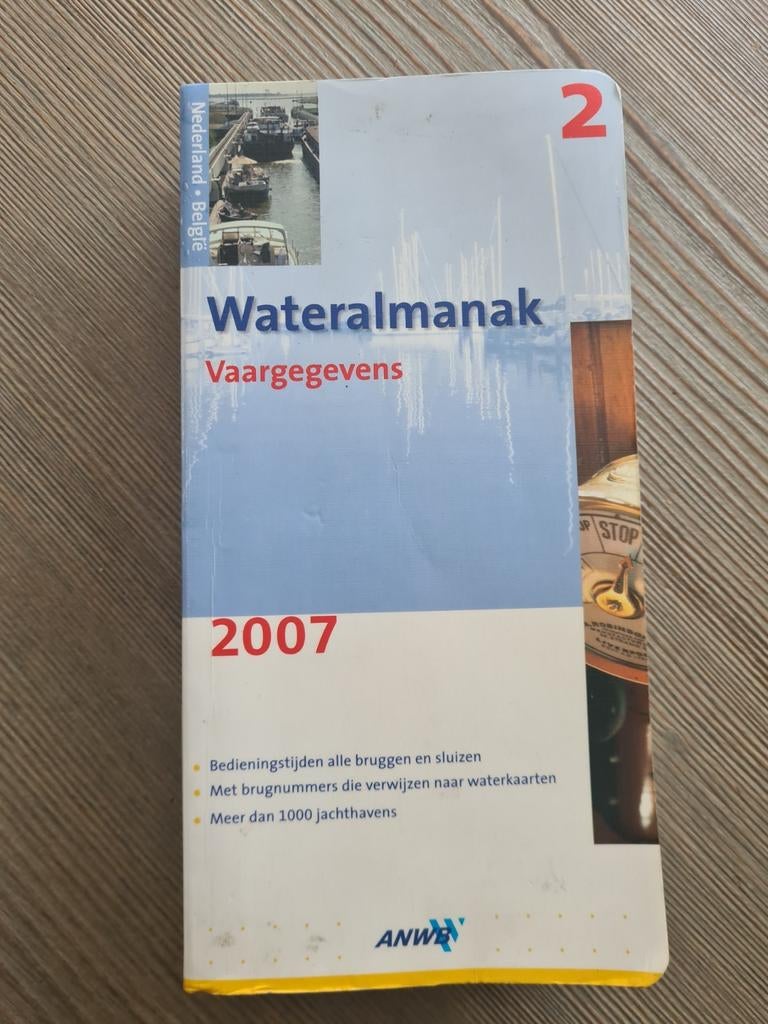 2
Nederland • België
Wateralmanak
Vaargegevens
STOP
2007
• Bedieningstijden alle bruggen en sluizen
• Met brugnummers die verwijzen naar waterkaarten
• Meer dan 1000 jachthavens
ANWB